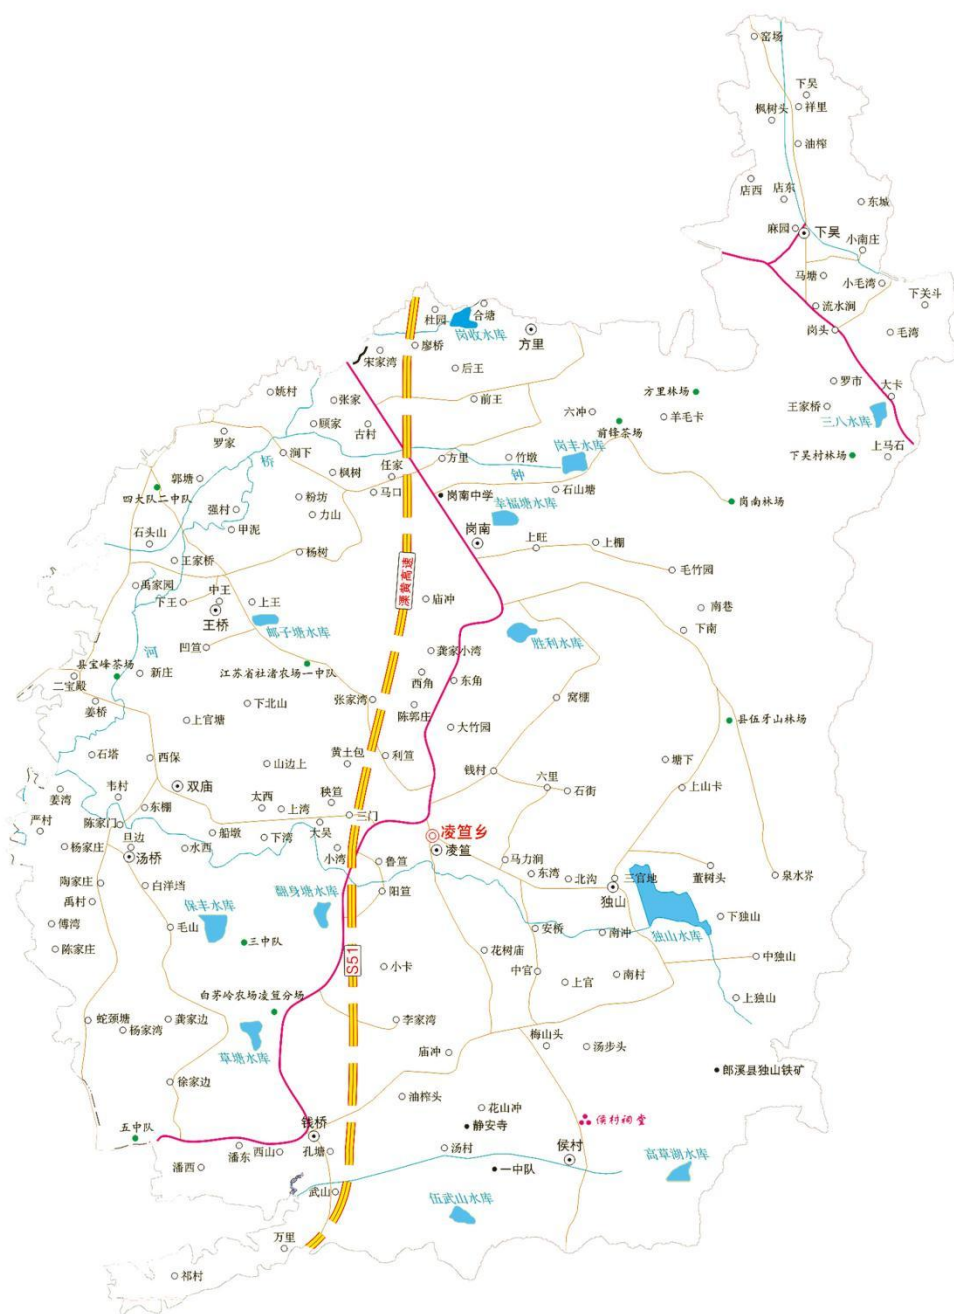 窑场
下吴
枫树头
祥里
油榨
店西
店东
东城
麻园
下吴
小南庄
马塘
小毛湾
下关斗
流水涧
岗头
毛湾
杜园
合塘
岗收水库
方里
廖桥
宋家湾
后王
罗市
大卡
姚村
张家
前王
方里林场
六冲
羊毛卡
王家桥
三八水库
顾家
古村
前锋茶场
罗家
桥
涧下
岗丰水库
上马石
方里
竹墩
钟
下吴村林场
郭塘
枫树
任家
四大队二中队
粉坊
马口
岗南中学
石山塘
岗南林场
强村
力山
幸福塘水库
石头山
甲泥
岗南
上旺
上棚
杨树
王家桥
溧黄高速
毛竹园
禹家园
中王
下王
上王
庙冲
南巷
王桥
邮子塘水库
下南
胜利水库
河
凹笪
龚家小湾
县宝峰茶场
新庄
江苏省社渚农场一中队
二宝殿
西角
东角
姜桥
下北山
张家湾
窝棚
上官塘
陈郭庄
县伍牙山林场
大竹园
石塔
西保
黄土包
利笪
山边上
钱村
塘下
双庙
六里
姜湾
韦村
石街
上山卡
太西
秧笪
东棚
上湾
三门
严村
陈家门
船墩
大吴
凌笪乡
旦边
下湾
凌笪
杨家庄
汤桥
水西
小湾
鲁笪
马力涧
东湾
北沟
三官地
董树头
泉水岕
陶家庄
白洋垱
翻身塘水库
阳笪
独山
禹村
保丰水库
下独山
傅湾
毛山
安桥
南冲
独山水库
三中队
陈家庄
花树庙
S51
小卡
中官
上官
南村
中独山
白茅岭农场凌笪分场
上独山
蛇颈塘
龚家边
李家湾
杨家湾
草塘水库
梅山头
庙冲
汤步头
郎溪县独山铁矿
徐家边
油榨头
花山冲
侯村祠堂
钱桥
静安寺
五中队
潘东
西山
孔塘
汤村
侯村
高草湖水库
潘西
一中队
武山
伍武山水库
万里
祁村